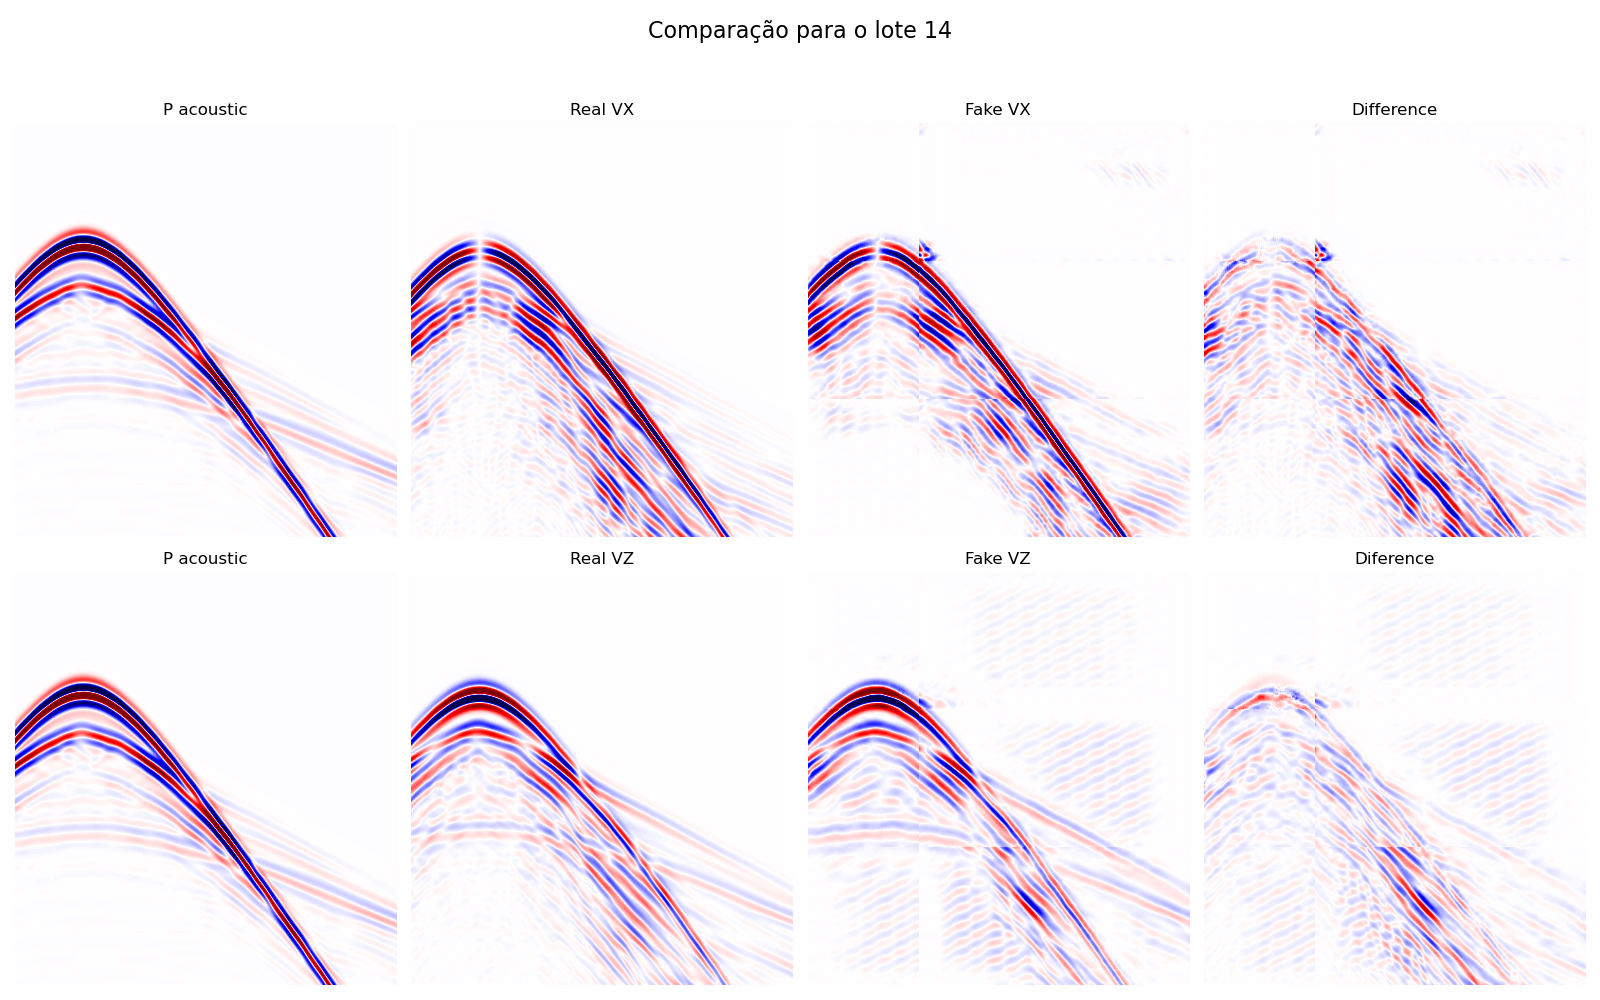 Comparação para o lote 14
P acoustic
Real VX
Fake VX
Difference
P acoustic
Real VZ
Fake VZ
Diference